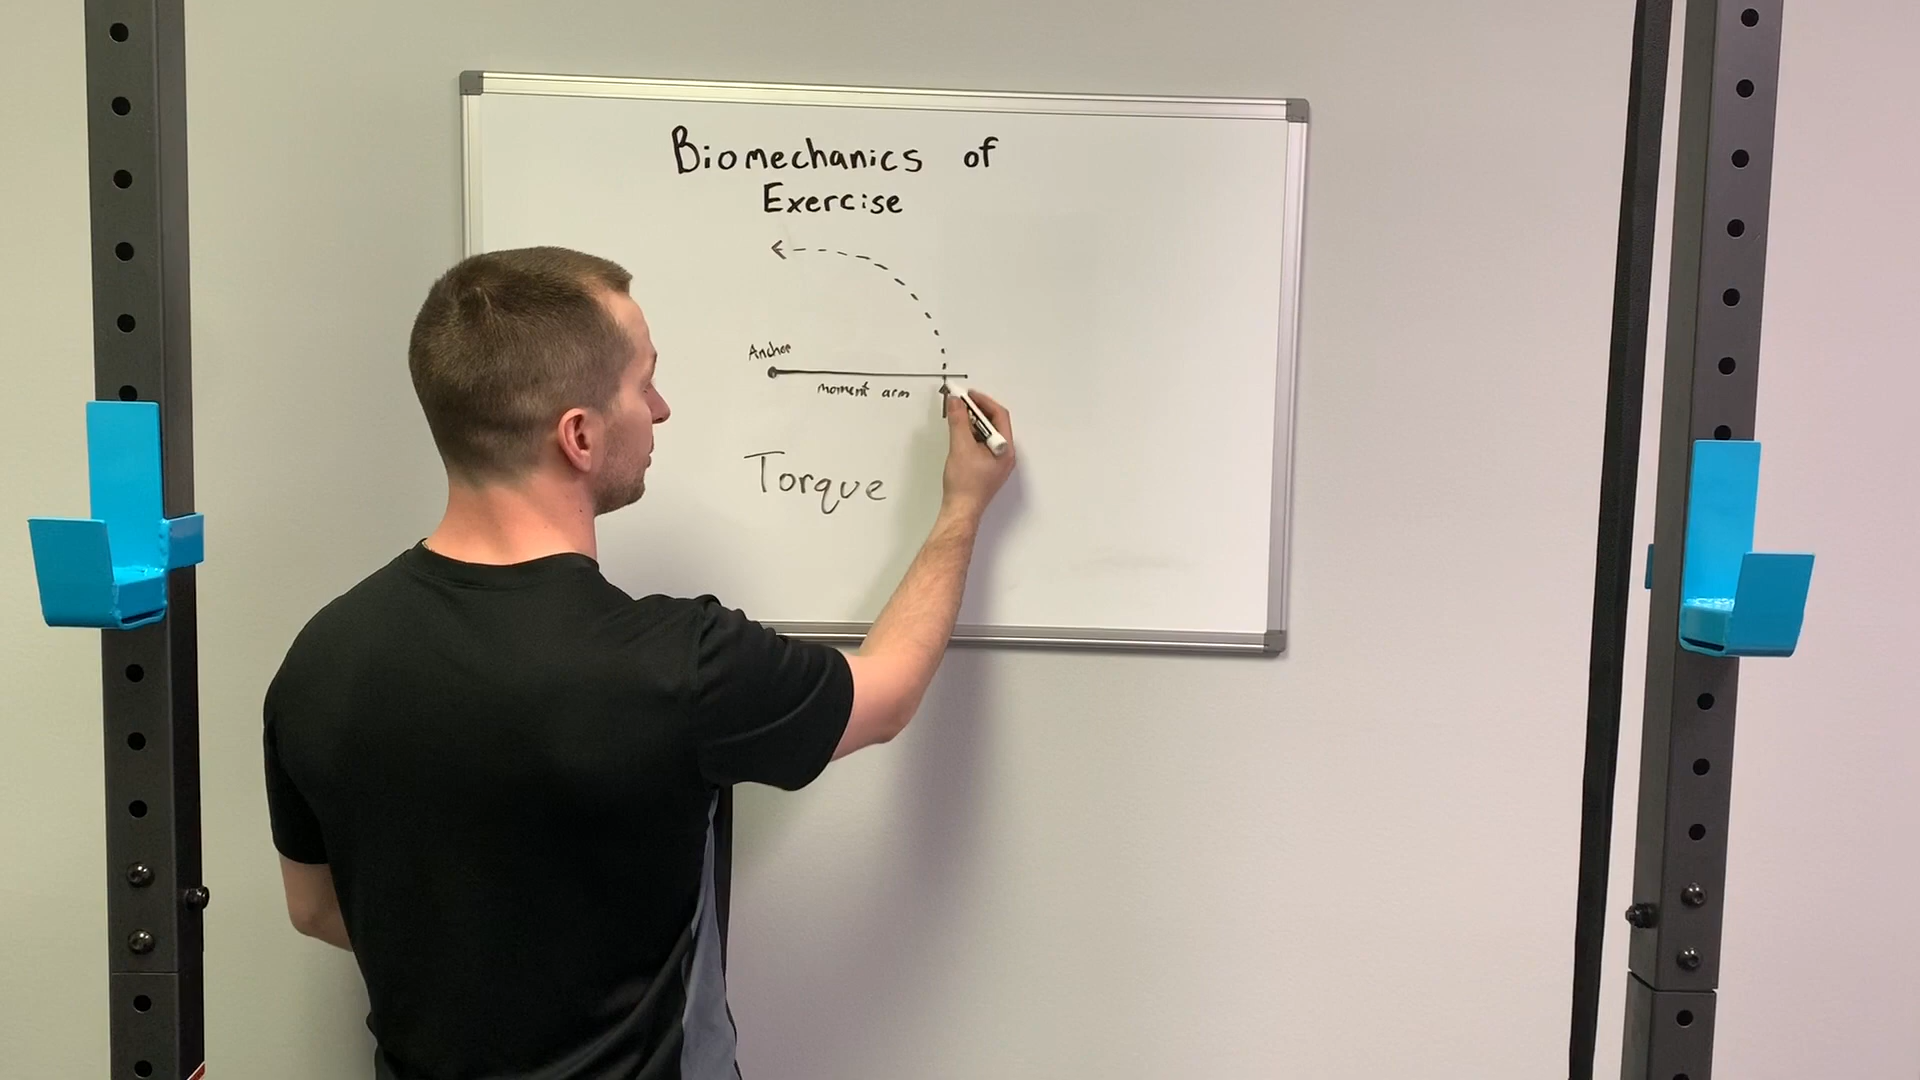 Biomechanics of
Exercise
Anchor
moment arm
Torque